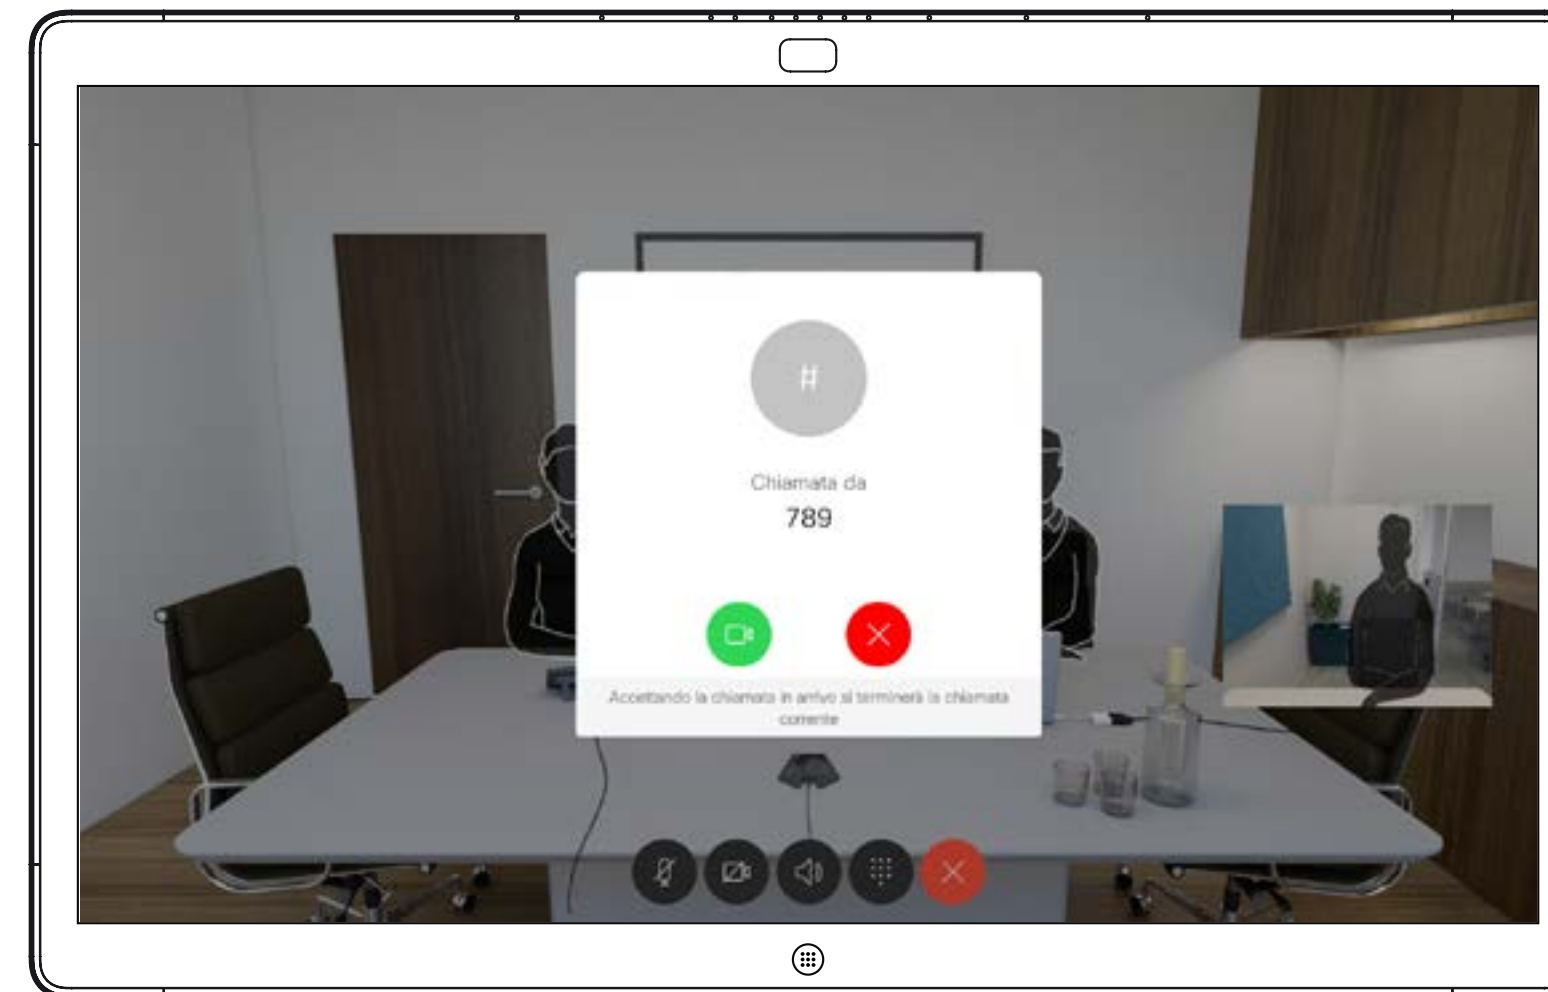 #
Chiamata da
789
Accettando la chiamata in arrivo si terminerà la chiamata
corrente